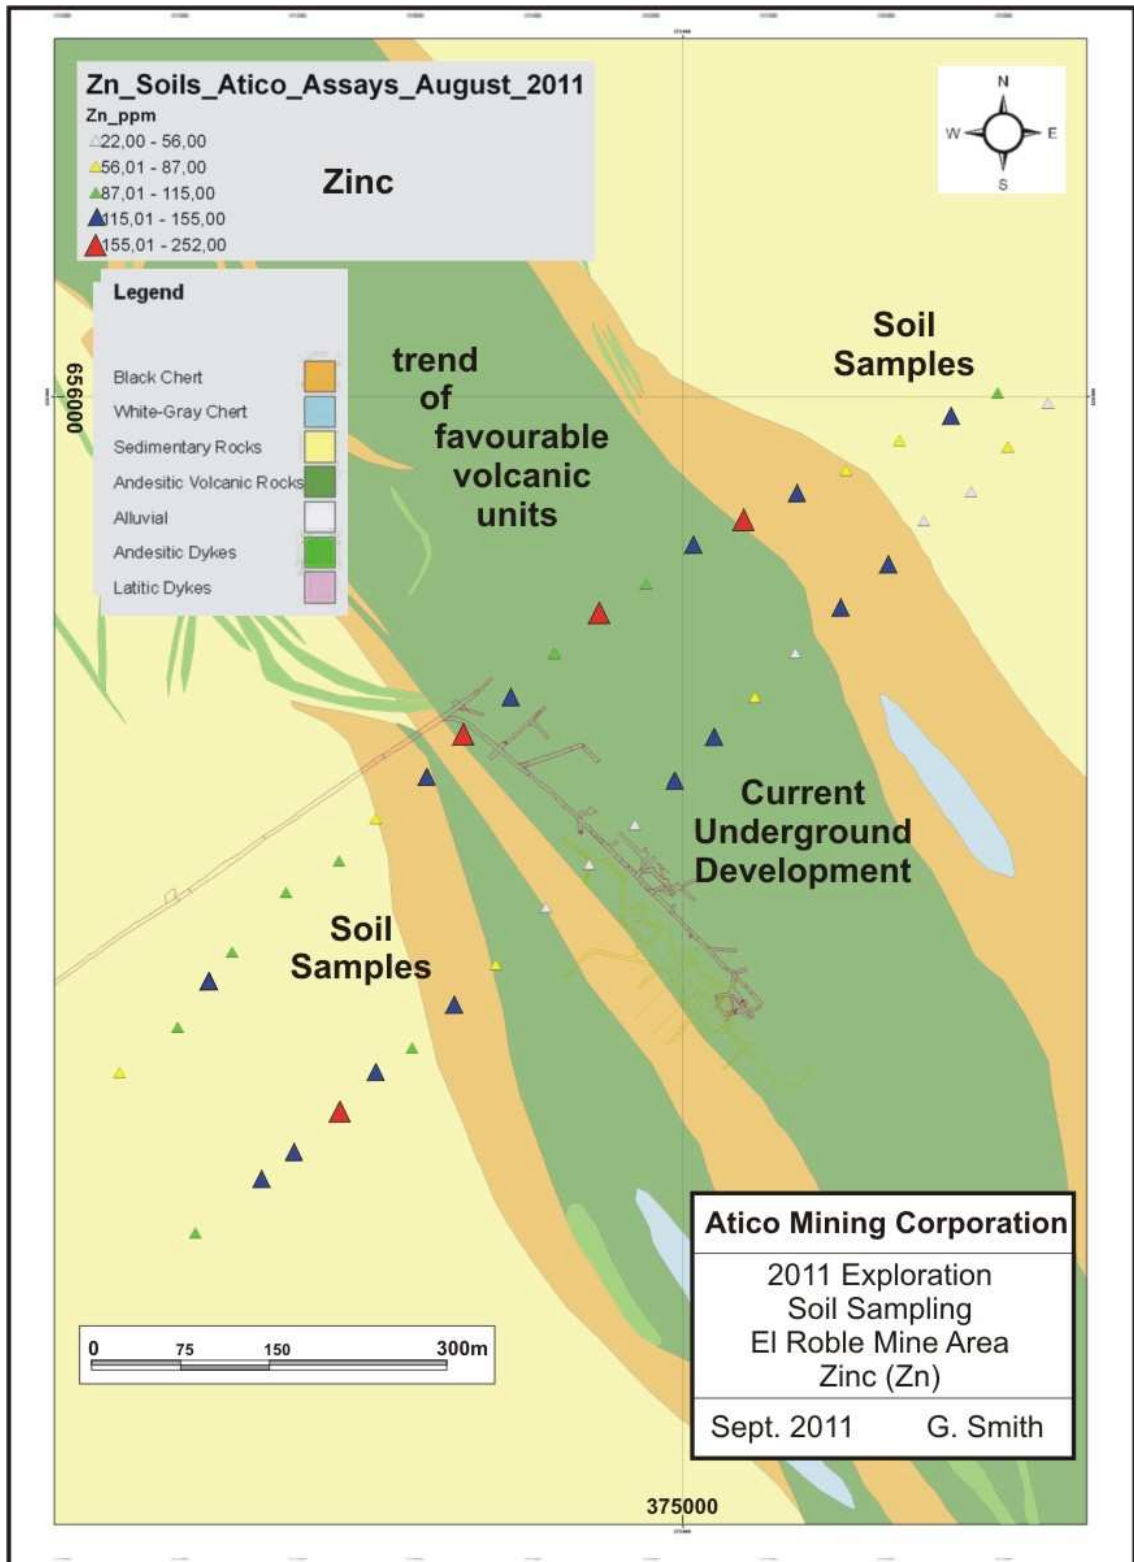 Zn_Soils_Atico_Assays_August_2011
Zn_ppm
22,00 - 56,00
56,01 - 87,00
87,01 - 115,00
115,01 - 155,00
155,01 - 252,00
Zinc
N
W
E
S
Legend
Black Chert
White-Gray Chert
Sedimentary Rocks
Andesitic Volcanic Rocks
Alluvial
Andesitic Dykes
Latitic Dykes
656000
trend
of
favourable
volcanic
units
Soil
Samples
Current
Underground
Development
Soil
Samples
0 75 150 300m
Atico Mining Corporation
2011 Exploration
Soil Sampling
El Roble Mine Area
Zinc (Zn)
Sept. 2011 G. Smith
375000